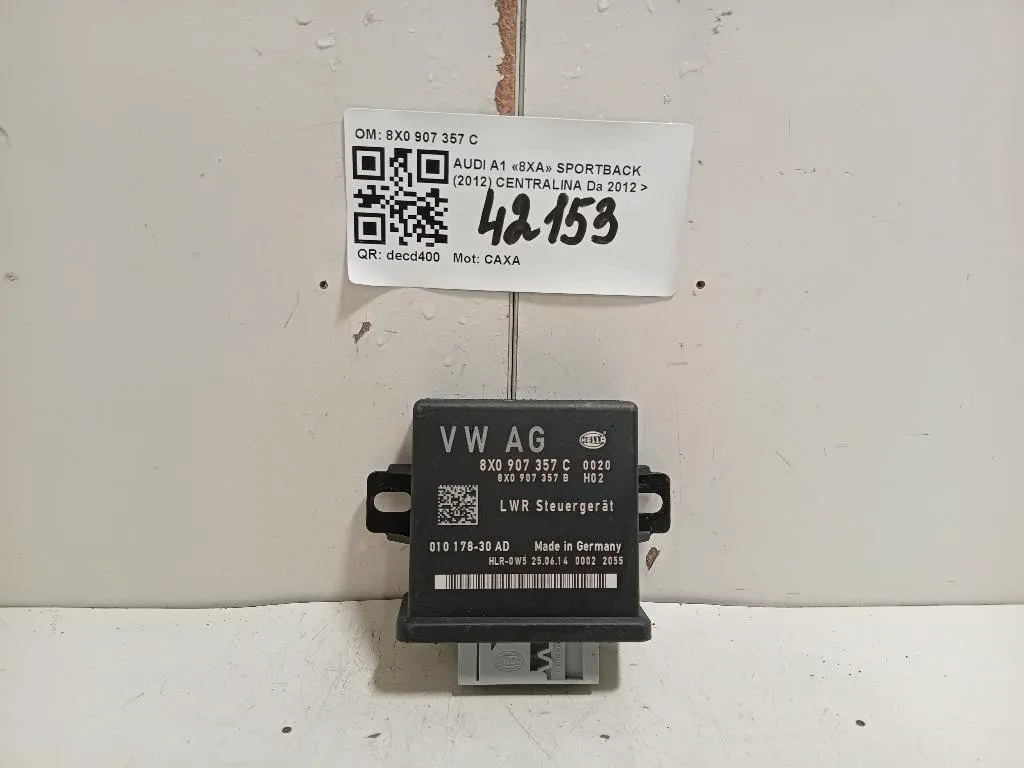 OM: 8X0 907 357 C
AUDI A1 «8XA» SPORTBACK
(2012) CENTRALINA Da 2012 >
42153
QR: decd400 Mot: CAXA
VW AG
HELLA
8X0 907 357 C 0020
8X0 907 357 B H02
LWR Steuergerät
010 178-30 AD Made in Germany
HLR-0W5 25.06.14 0002 2055
HELLA